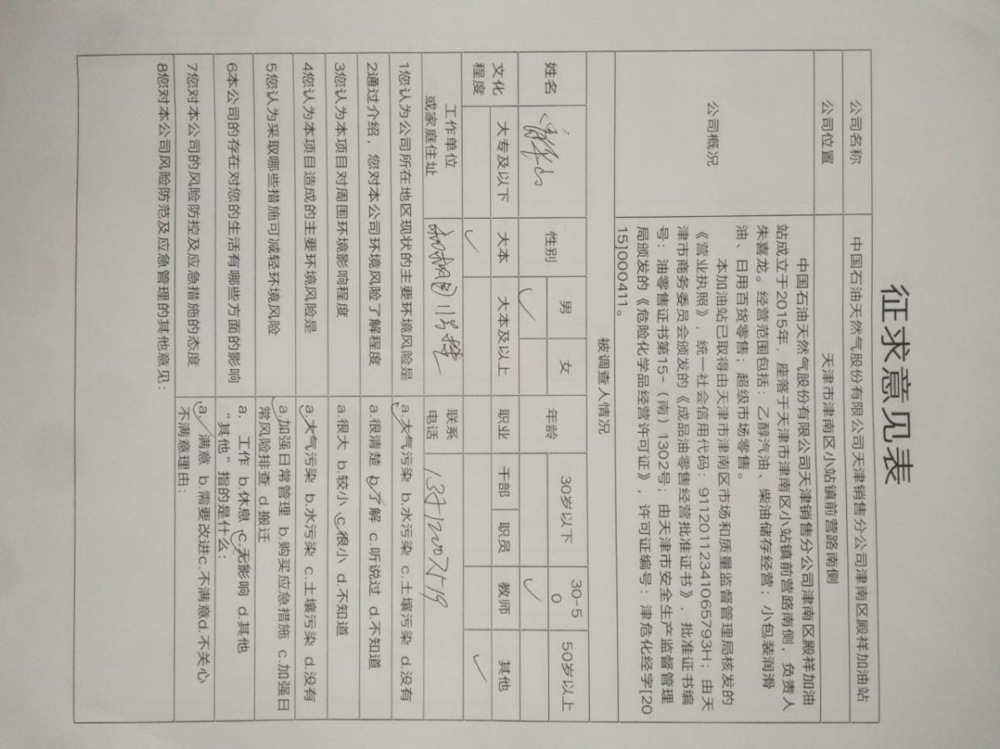 征求意见表
公司名称 中国石油天然气股份有限公司天津销售分公司津南区殿祥加油站
公司位置 天津市津南区小站镇前营路南侧
公司概况
中国石油天然气股份有限公司天津销售分公司津南区殿祥加油
站成立于2015年，座落于天津市津南区小站镇前营路南侧，负责人
朱喜龙。经营范围包括：乙醇汽油、柴油储存经营；小包装润滑
油、日用百货零售；超级市场零售。
本加油站已取得由天津市津南区市场和质量监督管理局核发的
《营业执照》，统一社会信用代码：91120112341065793H；由天
津市商务委员会颁发的《成品油零售经营批准证书》，批准证书编
号：油零售证书第15-（南）1302号；由天津市安全生产监督管理
局颁发的《危险化学品经营许可证》，许可证编号：津危化经字[20
15]000411。
被调查人情况
姓名 性别 男 女 年龄 30岁以下 30-5
0 50岁以上
✓ ✓
文化
程度 大专及以下 大本 大本及以上 职业 干部 职员 教师 其他
✓ ✓
工作单位
或家庭住址 联系
电话
1您认为公司所在地区现状的主要环境风险是 a.大气污染 b.水污染 c.土壤污染 d.没有
2通过介绍，您对本公司环境风险了解程度 a.很清楚 b.了解 c.听说过 d.不知道
3您认为本项目对周围环境影响程度 a.很大 b.较小 c.很小 d.不知道
4您认为本项目造成的主要环境风险是 a.大气污染 b.水污染 c.土壤污染 d.没有
5您认为采取哪些措施可减轻环境风险 a.加强日常管理 b.购买应急措施 c.加强日
常风险排查 d.搬迁
6本公司的存在对您的生活有哪些方面的影响 a. 工作 b.休息 c.无影响 d.其他
“其他”指的是什么：
7您对本公司的风险防控及应急措施的态度 a. 满意 b.需要改进c.不满意d.不关心
不满意理由：
8您对本公司风险防范及应急管理的其他意见：